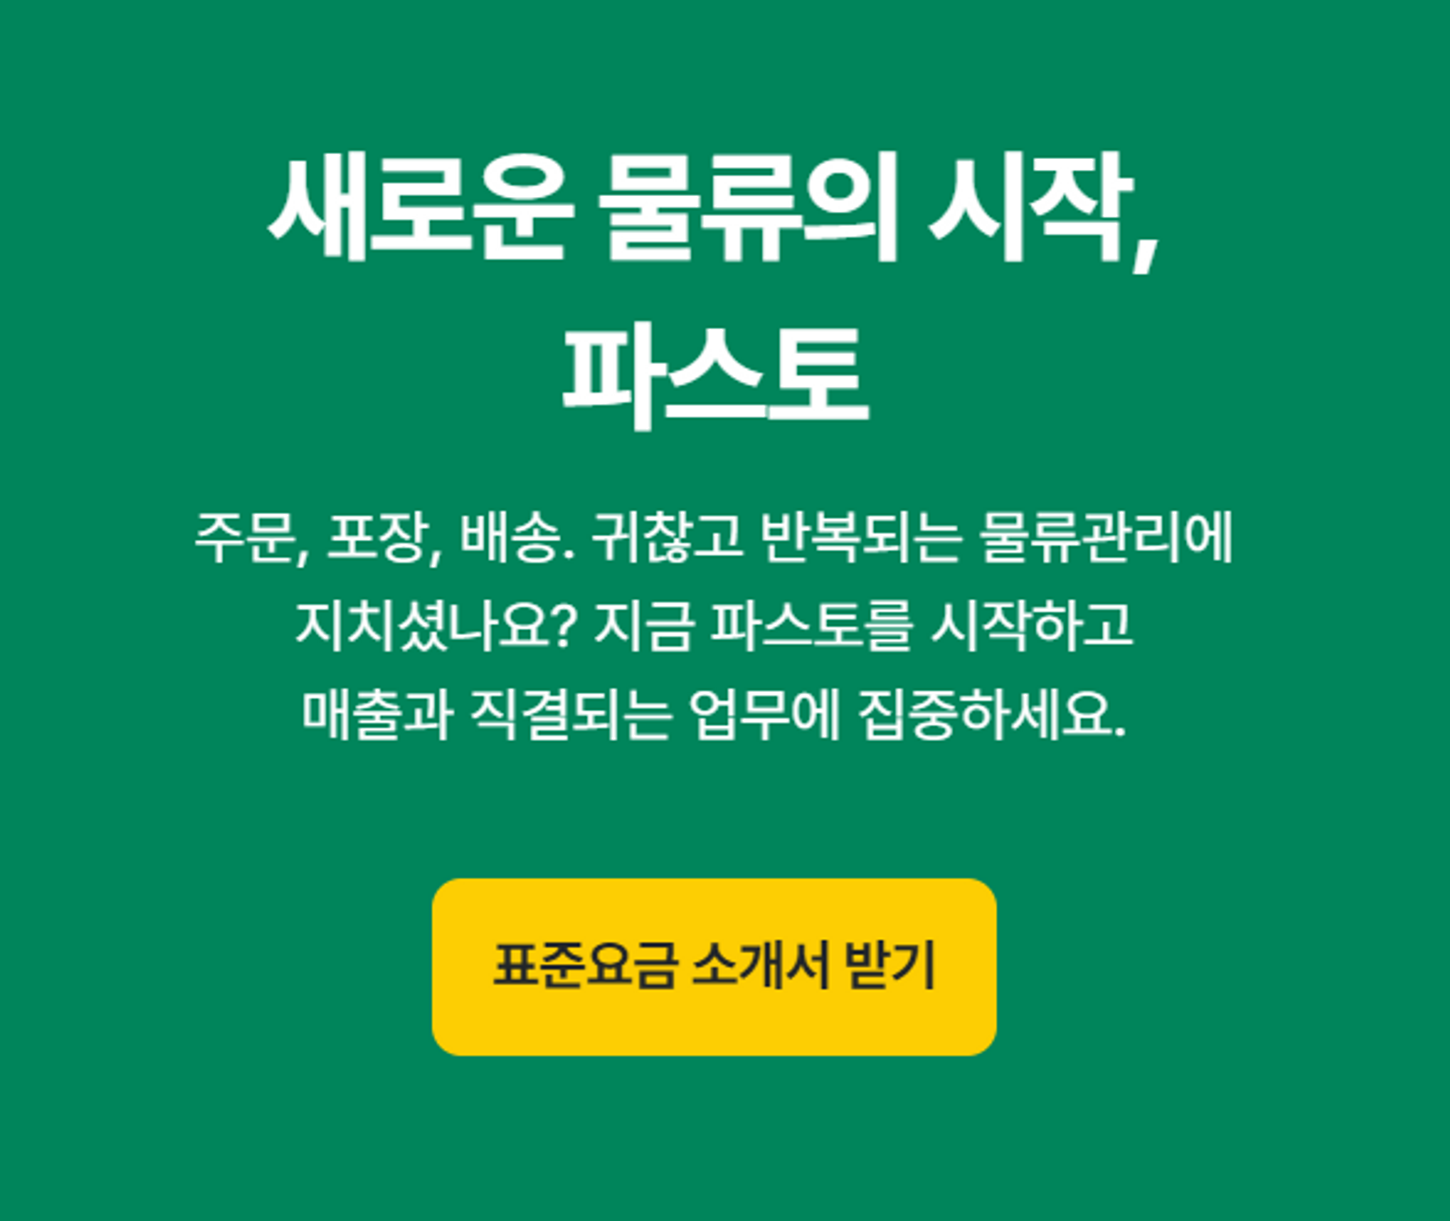 새로운 물류의 시작,
파스토
주문, 포장, 배송. 귀찮고 반복되는 물류관리에
지치셨나요? 지금 파스토를 시작하고
매출과 직결되는 업무에 집중하세요.
표준요금 소개서 받기